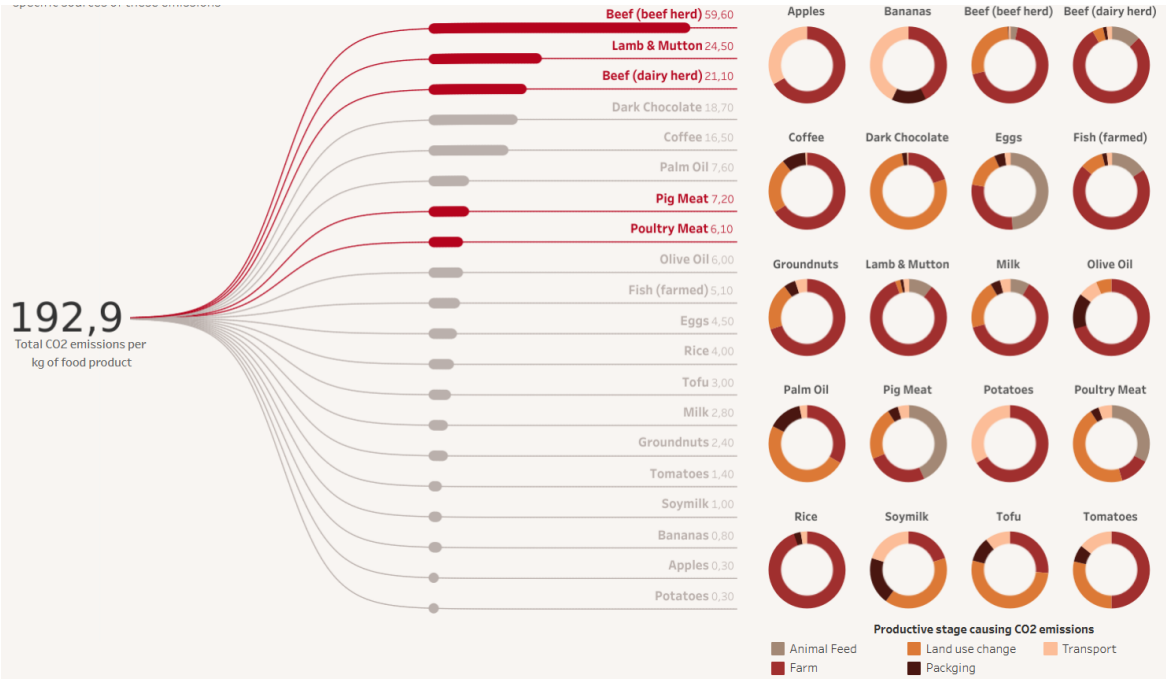 specific sources of these emissions
Beef (beef herd) 59,60
Lamb & Mutton 24,50
Beef (dairy herd) 21,10
Dark Chocolate 18,70
Coffee 16,50
Palm Oil 7,60
Pig Meat 7,20
Poultry Meat 6,10
Olive Oil 6,00
Fish (farmed) 5,10
Eggs 4,50
Rice 4,00
Tofu 3,00
Milk 2,80
Groundnuts 2,40
Tomatoes 1,40
Soymilk 1,00
Bananas 0,80
Apples 0,30
Potatoes 0,30
192,9
Total CO2 emissions per
kg of food product
Apples Bananas Beef (beef herd) Beef (dairy herd)
Coffee Dark Chocolate Eggs Fish (farmed)
Groundnuts Lamb & Mutton Milk Olive Oil
Palm Oil Pig Meat Potatoes Poultry Meat
Rice Soymilk Tofu Tomatoes
Productive stage causing CO2 emissions
Animal Feed Land use change Transport
Farm Packging